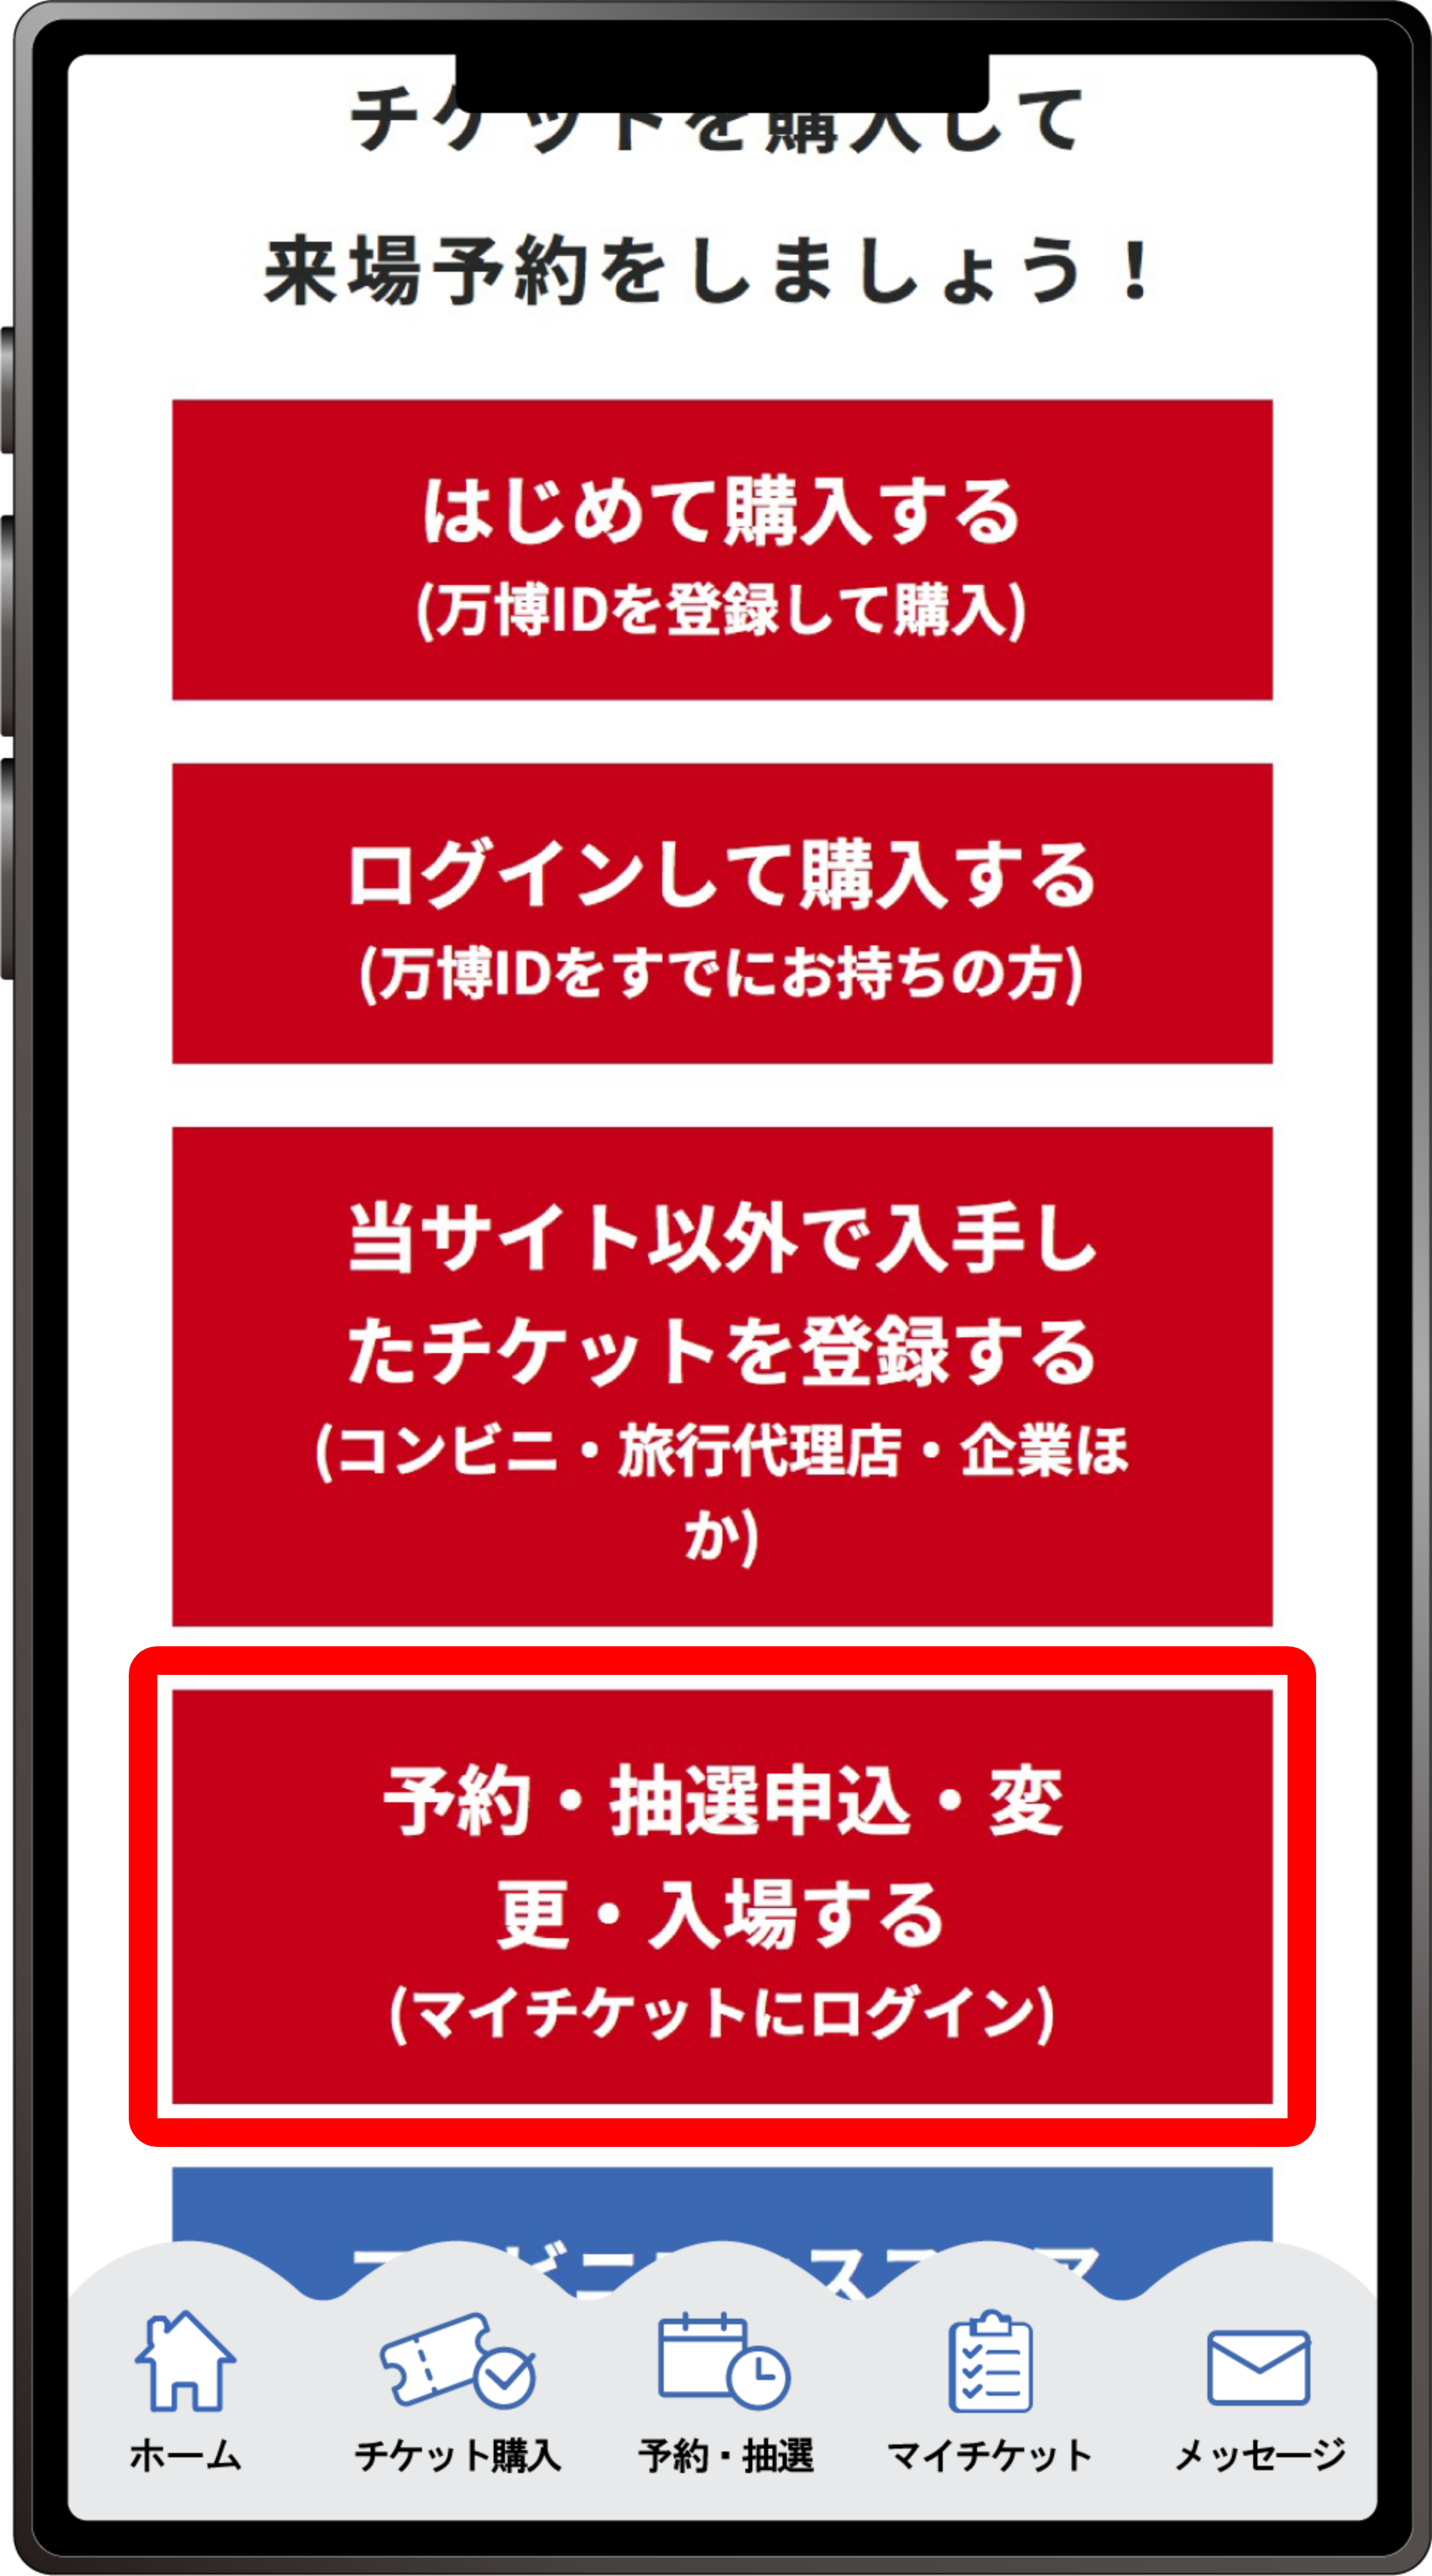 チケットを購入して
来場予約をしましょう！
はじめて購入する
(万博IDを登録して購入)
ログインして購入する
(万博IDをすでにお持ちの方)
当サイト以外で入手し
たチケットを登録する
(コンビニ・旅行代理店・企業ほ
か)
予約・抽選申込・変
更・入場する
(マイチケットにログイン)
ホーム
チケット購入
予約・抽選
マイチケット
メッセージ